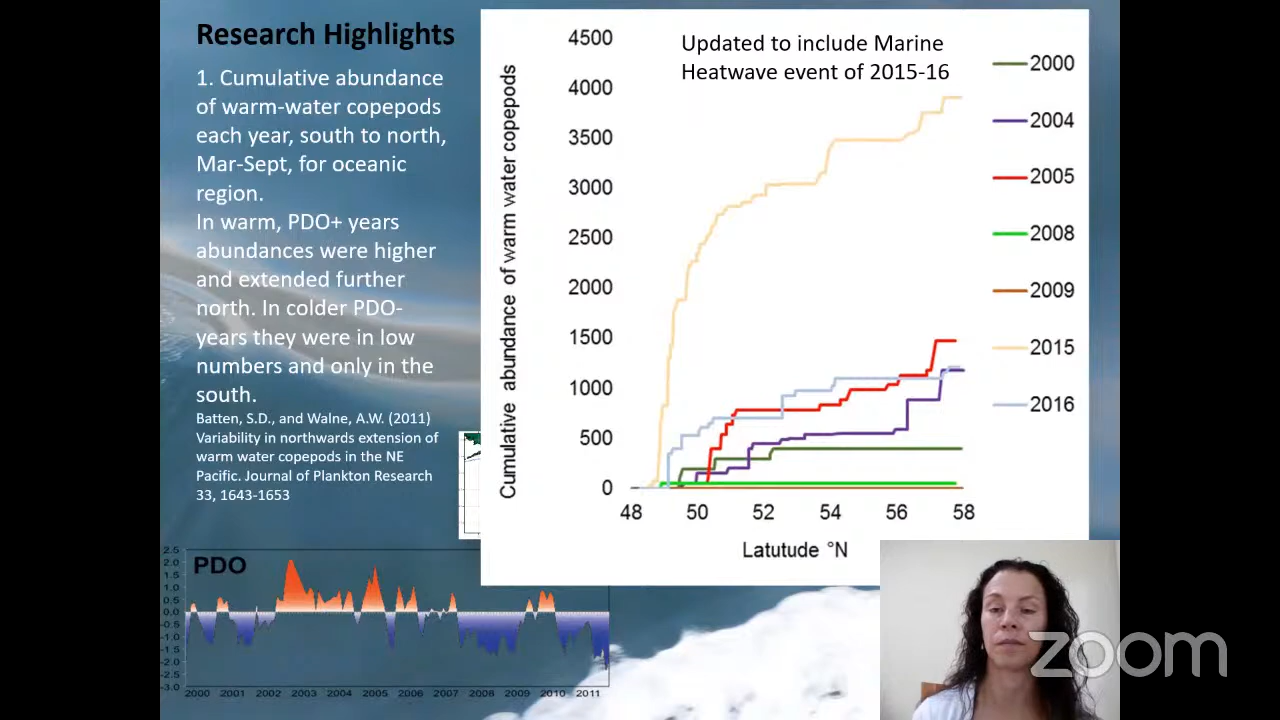 Research Highlights
1. Cumulative abundance
of warm-water copepods
each year, south to north,
Mar-Sept, for oceanic
region.
In warm, PDO+ years
abundances were higher
and extended further
north. In colder PDO-
years they were in low
numbers and only in the
south.
Batten, S.D., and Walne, A.W. (2011)
Variability in northwards extension of
warm water copepods in the NE
Pacific. Journal of Plankton Research
33, 1643-1653
PDO
2.5
2.0
1.5
1.0
0.5
0.0
-0.5
-1.0
-1.5
-2.0
-2.5
-3.0
2000 2001 2002 2003 2004 2005 2006 2007 2008 2009 2010 2011
Updated to include Marine
Heatwave event of 2015-16
Cumulative abundance of warm water copepods
4500
4000
3500
3000
2500
2000
1500
1000
500
0
48 50 52 54 56 58
Latutude °N
2000
2004
2005
2008
2009
2015
2016
zoom